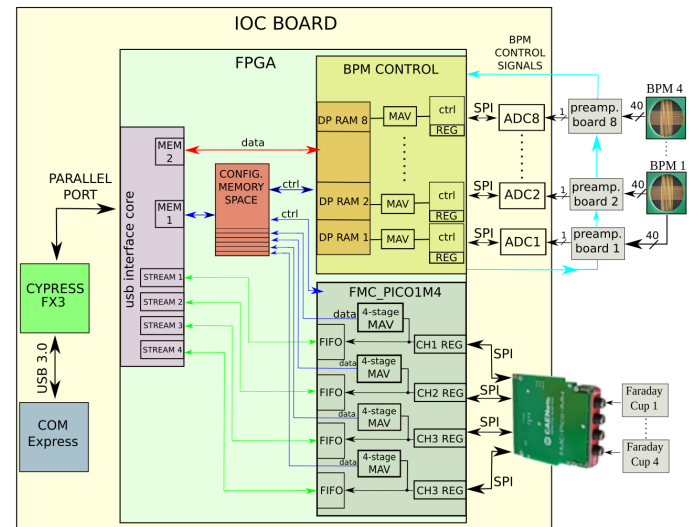 IOC BOARD
FPGA
BPM CONTROL
BPM
CONTROL
SIGNALS
BPM 4
DP RAM 8
MAV
ctrl
REG
SPI
ADC8
1
preamp.
board 8
40
BPM 1
data
MEM
2
CONFIG.
MEMORY
SPACE
ctrl
ctrl
PARALLEL
PORT
MEM
1
usb interface core
DP RAM 2
MAV
ctrl
REG
SPI
ADC2
1
preamp.
board 2
40
DP RAM 1
MAV
ctrl
REG
SPI
ADC1
1
preamp.
board 1
40
CYPRESS
FX3
USB 3.0
COM
Express
STREAM 1
STREAM 2
STREAM 3
STREAM 4
FMC_PICO1M4
data
4-stage
MAV
FIFO
CH1 REG
SPI
data
4-stage
MAV
FIFO
CH2 REG
SPI
data
4-stage
MAV
FIFO
CH3 REG
SPI
data
4-stage
MAV
FIFO
CH3 REG
SPI
CAENels
FMC-Pico-1M4
Faraday
Cup 1
Faraday
Cup 4